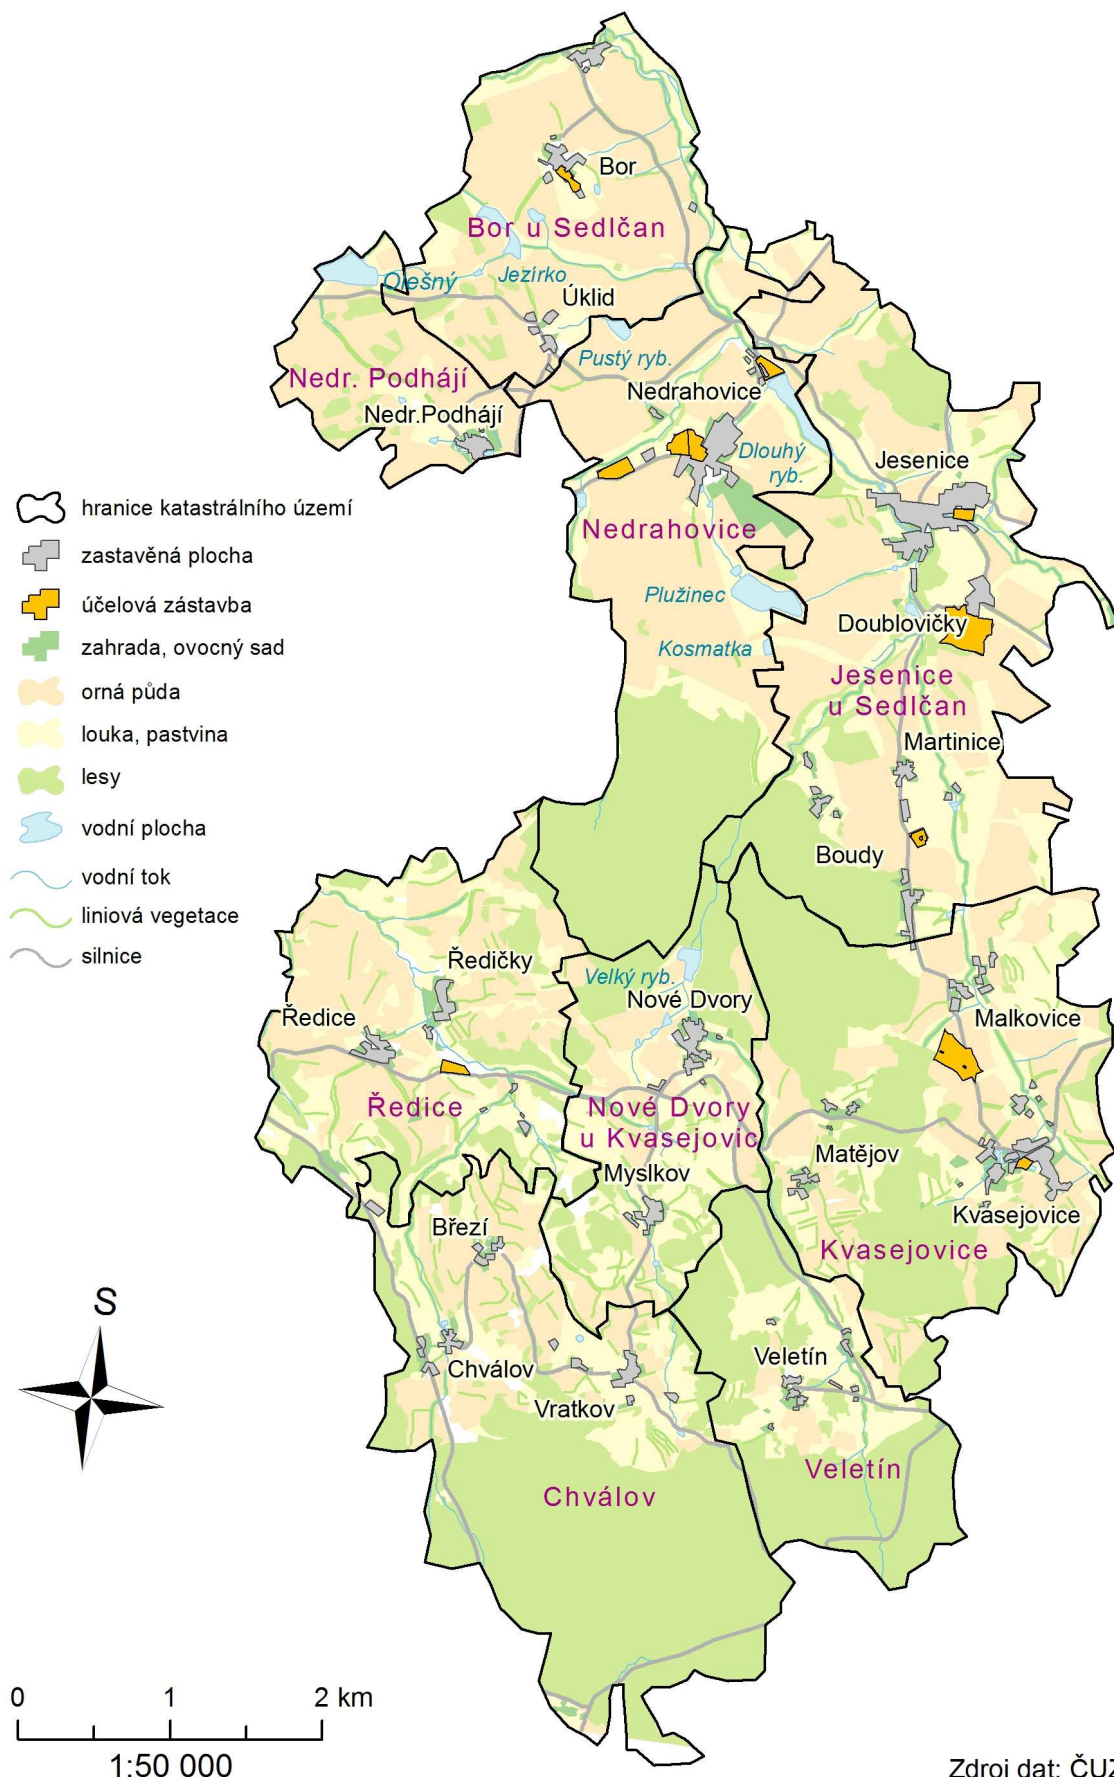 Bor
Bor u Sedlčan
Olešný
Jezírko
Úklid
Pustý ryb.
Nedr. Podhájí
Nedrahovice
Nedr.Podhájí
Dlouhý
ryb.
Jesenice
hranice katastrálního území
Nedrahovice
zastavěná plocha
účelová zástavba
Plužinec
Doublovičky
zahrada, ovocný sad
Kosmatka
orná půda
Jesenice
u Sedlčan
louka, pastvina
Martinice
lesy
vodní plocha
Boudy
vodní tok
liniová vegetace
silnice
Ředičky
Velký ryb.
Nové Dvory
Ředice
Malkovice
Ředice
Nové Dvory
u Kvasejovic
Matějov
Myslkov
Kvasejovice
Březí
Kvasejovice
S
Veletín
Chválov
Vratkov
Veletín
Chválov
0 1 2 km
1:50 000
Zdroj dat: ČUZ